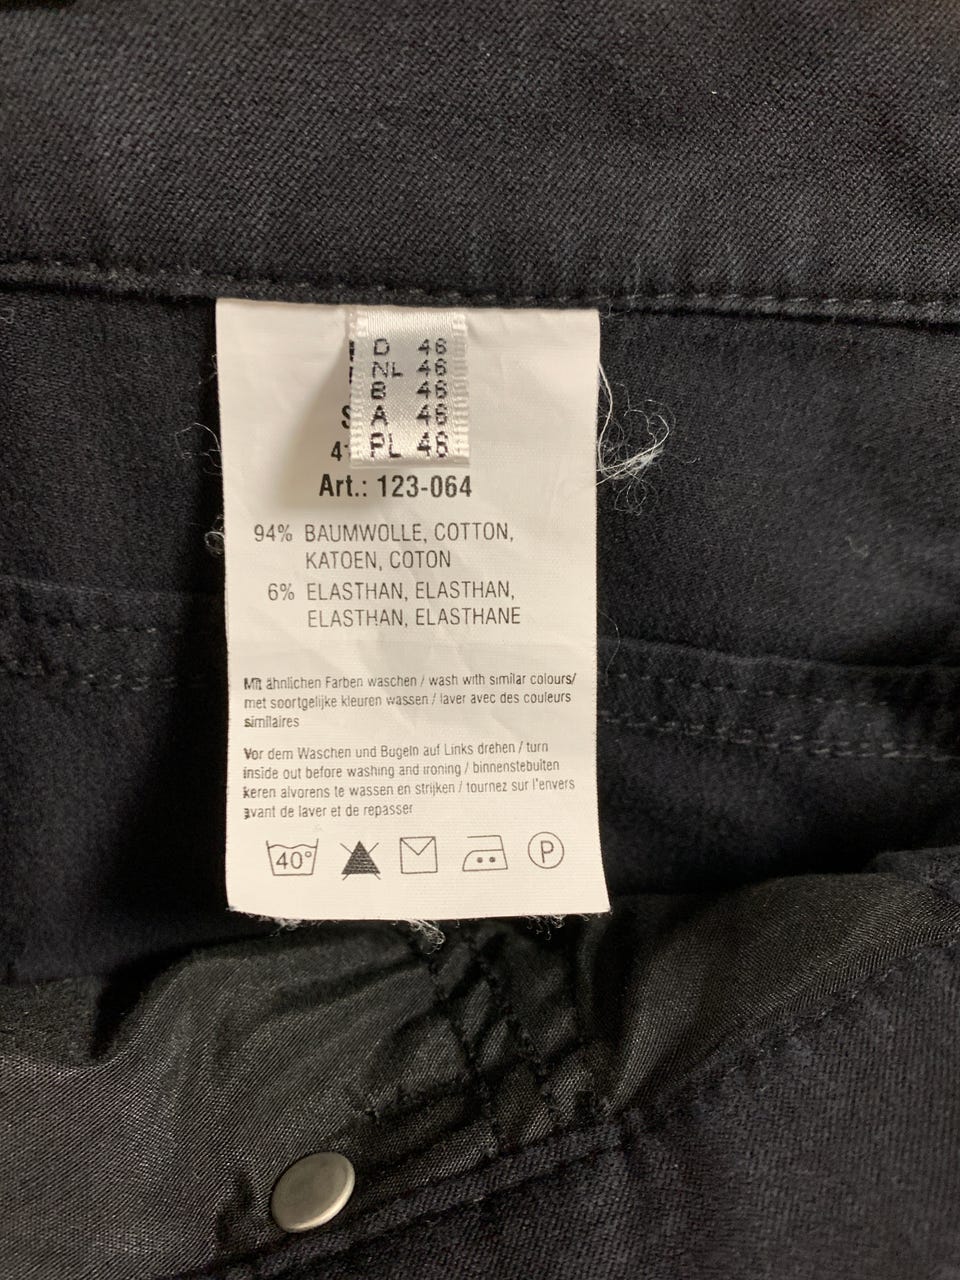 D 46
NL 46
B 46
A 46
PL 46
Art.: 123-064
94% BAUMWOLLE, COTTON,
KATOEN, COTON
6% ELASTHAN, ELASTHAN,
ELASTHAN, ELASTHANE
Mit ähnlichen Farben waschen / wash with similar colours/
met soortgelijke kleuren wassen / laver avec des couleurs
similaires
Vor dem Waschen und Bugeln auf Links drehen / turn
inside out before washing and ironing / binnenstebuiten
keren alvorens te wassen en strijken / tournez sur l'envers
avant de laver et de repasser
40° P